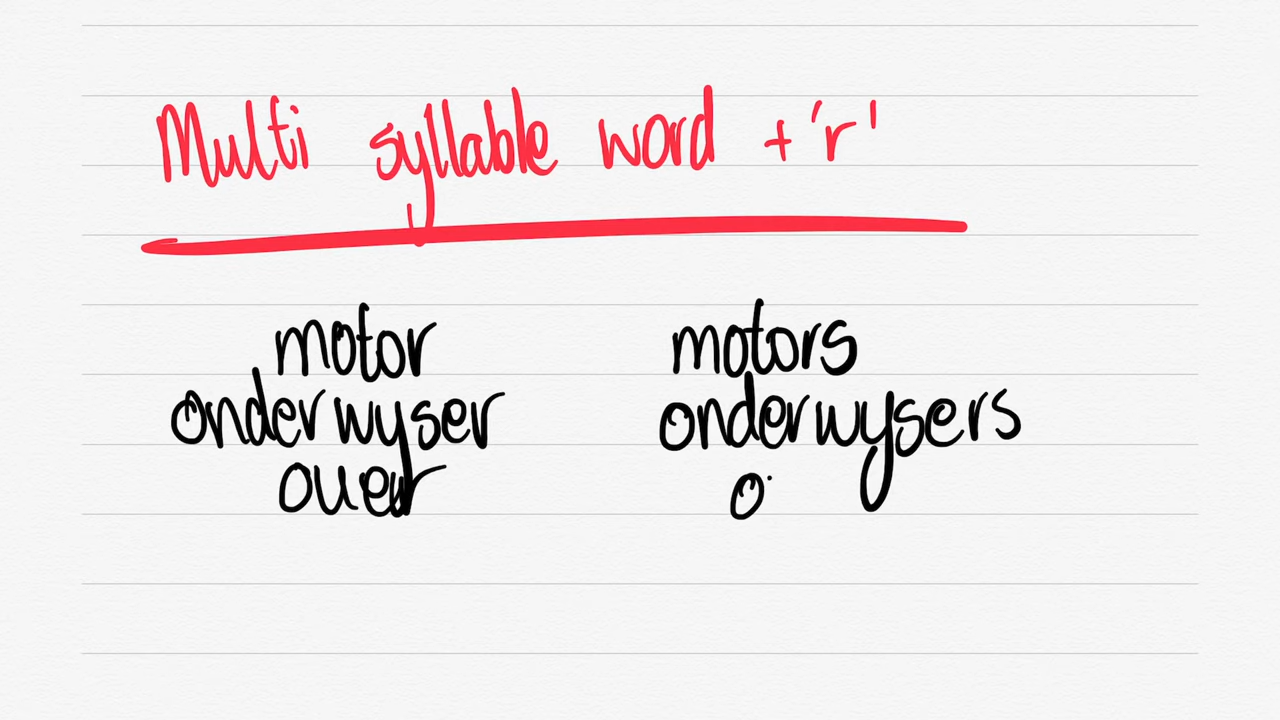 Multi syllable word + 'r'
motor motors
onderwyser onderwysers
ouer o